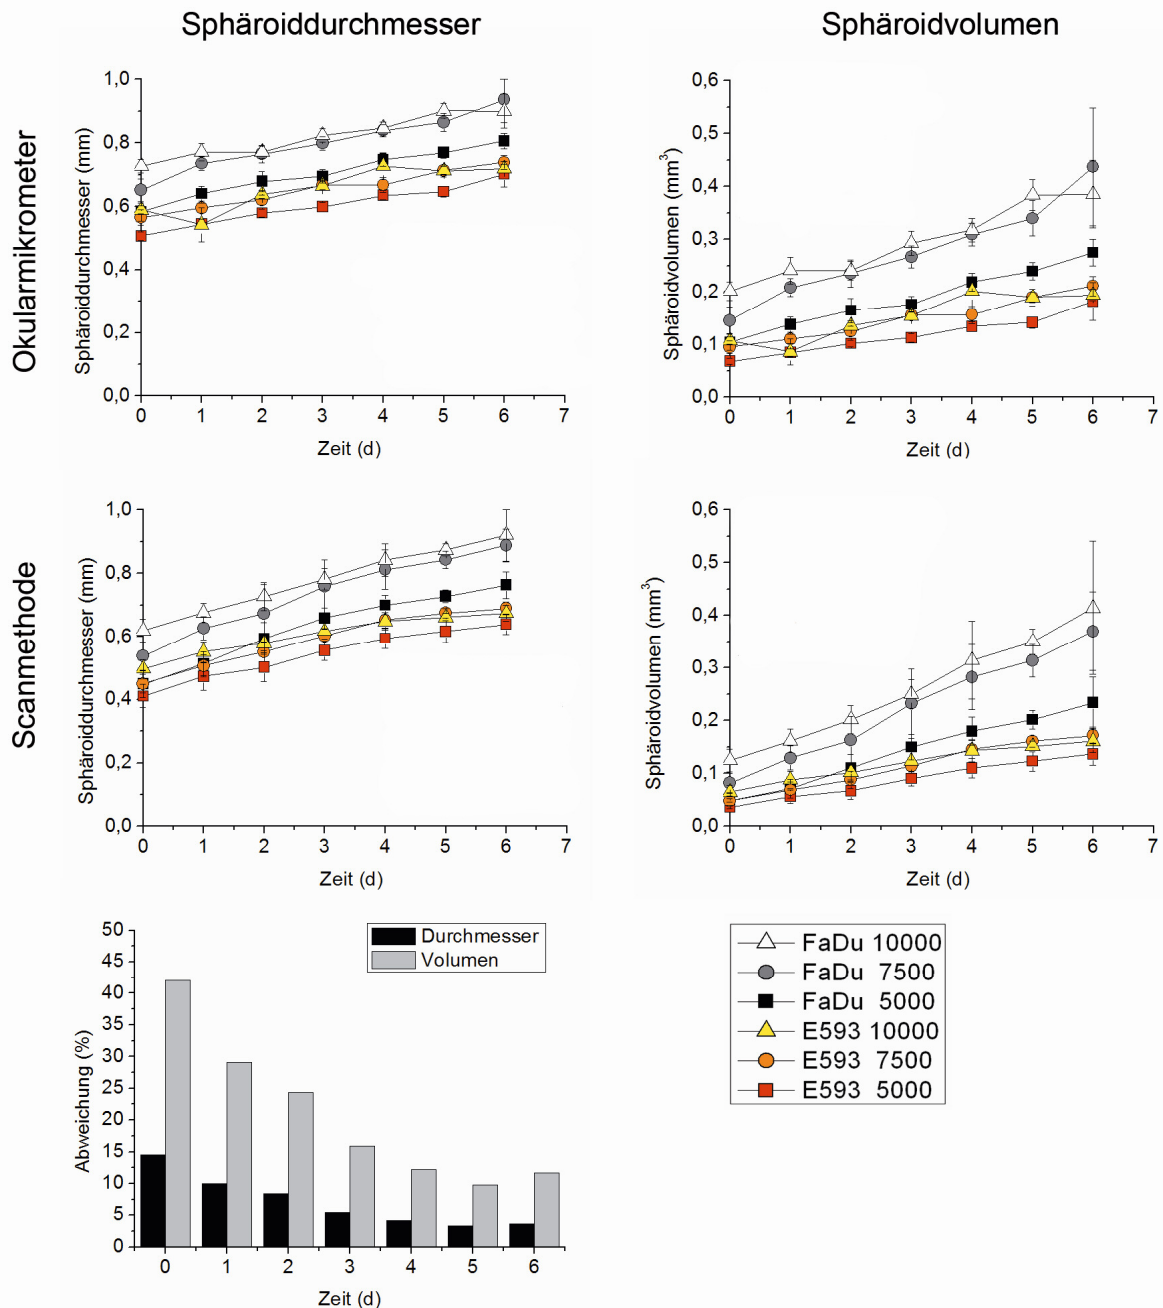 Sphäroiddurchmesser
Sphäroidvolumen
Okularmikrometer
Sphäroiddurchmesser (mm)
1,0
0,8
0,6
0,4
0,2
0,0
0 1 2 3 4 5 6 7
Zeit (d)
Sphäroidvolumen (mm³)
0,6
0,5
0,4
0,3
0,2
0,1
0,0
0 1 2 3 4 5 6 7
Zeit (d)
Scanmethode
Sphäroiddurchmesser (mm)
1,0
0,8
0,6
0,4
0,2
0,0
0 1 2 3 4 5 6 7
Zeit (d)
Sphäroidvolumen (mm³)
0,6
0,5
0,4
0,3
0,2
0,1
0,0
0 1 2 3 4 5 6 7
Zeit (d)
Abweichung (%)
50
45
40
35
30
25
20
15
10
5
0
Durchmesser
Volumen
0 1 2 3 4 5 6
Zeit (d)
FaDu 10000
FaDu 7500
FaDu 5000
E593 10000
E593 7500
E593 5000